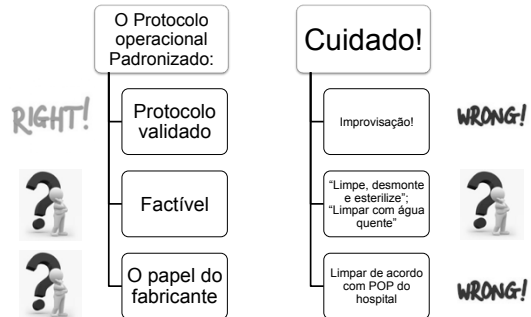 O Protocolo
operacional
Padronizado:
RIGHT!
Protocolo
validado
Factível
O papel do
fabricante
Cuidado!
Improvisação!
WRONG!
“Limpe, desmonte
e esterilize”;
“Limpar com água
quente”
Limpar de acordo
com POP do
hospital
WRONG!